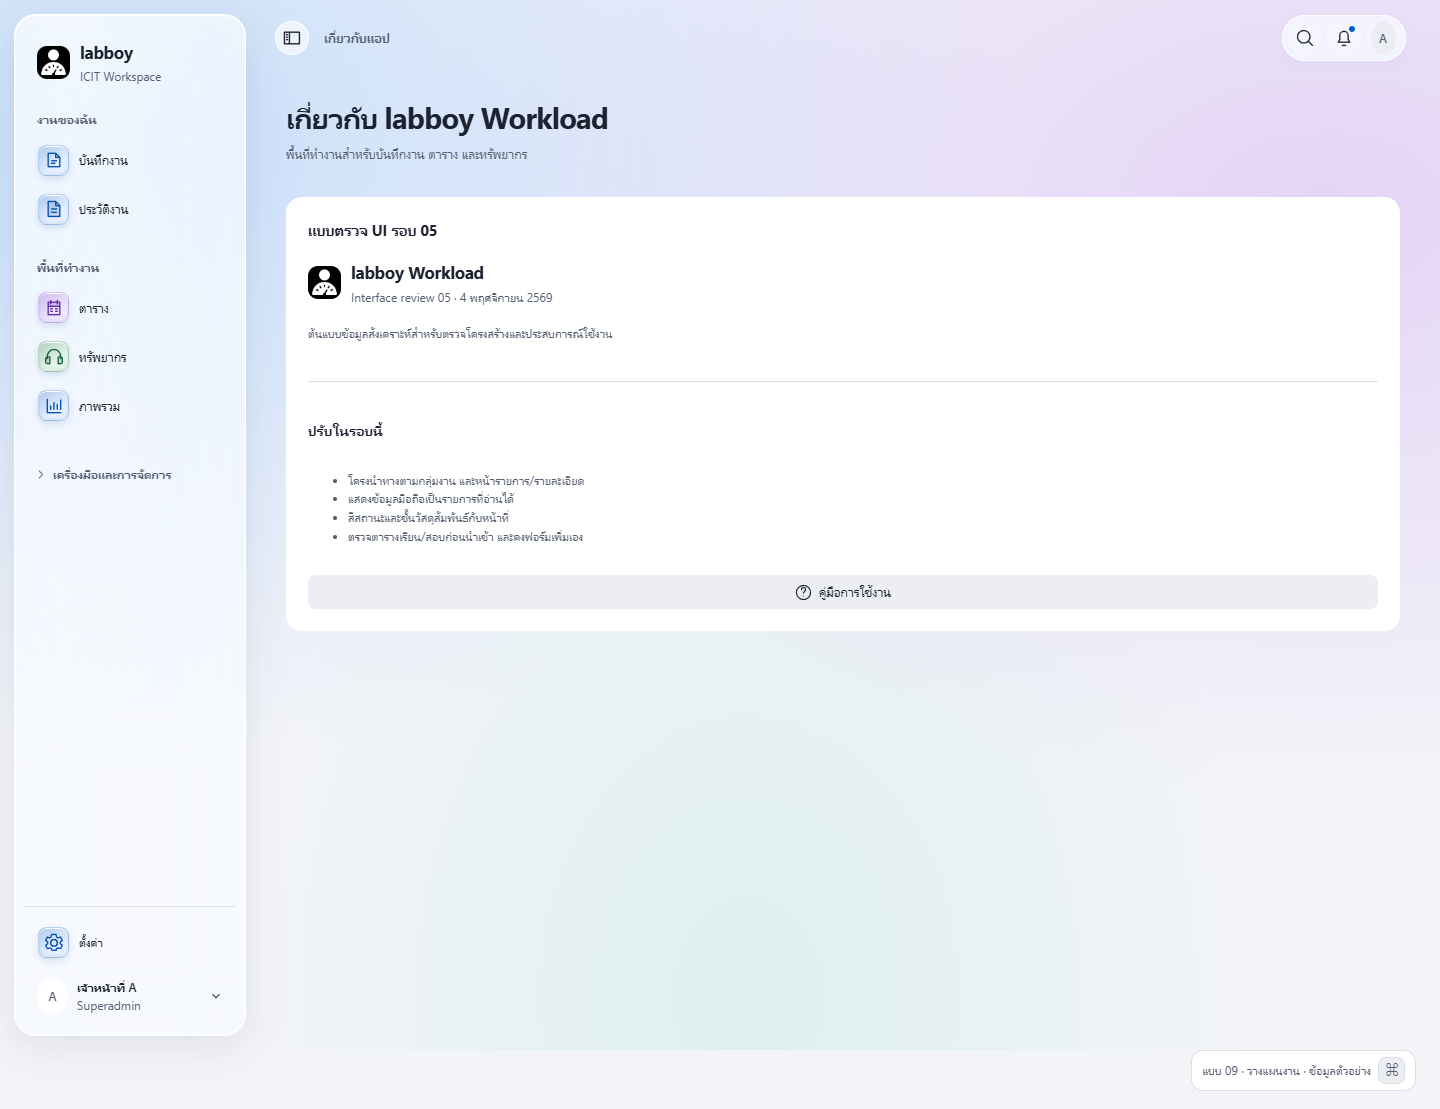 labboy
ICIT Workspace
งานของฉัน
บันทึกงาน
ประวัติงาน
พื้นที่ทำงาน
ตาราง
ทรัพยากร
ภาพรวม
เครื่องมือและการจัดการ
ตั้งค่า
A
เจ้าหน้าที่ A
Superadmin
เกี่ยวกับแอป
A
เกี่ยวกับ labboy Workload
พื้นที่ทำงานสำหรับบันทึกงาน ตาราง และทรัพยากร
แบบตรวจ UI รอบ 05
labboy Workload
Interface review 05 · 4 พฤศจิกายน 2569
ต้นแบบข้อมูลสังเคราะห์สำหรับตรวจโครงสร้างและประสบการณ์ใช้งาน
ปรับในรอบนี้
• โครงนำทางตามกลุ่มงาน และหน้ารายการ/รายละเอียด
• แสดงข้อมูลมือถือเป็นรายการที่อ่านได้
• สีสถานะและชั้นวัสดุสัมพันธ์กับหน้าที่
• ตรวจตารางเรียน/สอบก่อนนำเข้า และคงฟอร์มเพิ่มเอง
คู่มือการใช้งาน
แบบ 09 · วางแผนงาน · ข้อมูลตัวอย่าง ⌘